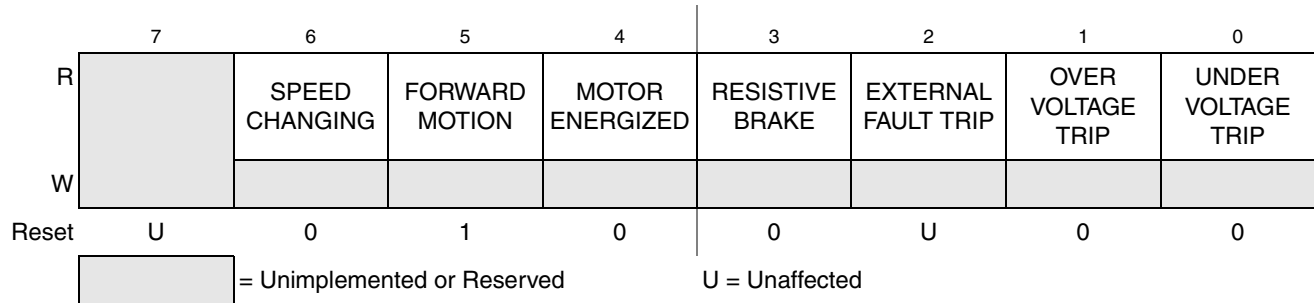 7 6 5 4 3 2 1 0
R
SPEED CHANGING
FORWARD MOTION
MOTOR ENERGIZED
RESISTIVE BRAKE
EXTERNAL FAULT TRIP
OVER VOLTAGE TRIP
UNDER VOLTAGE TRIP
W
Reset U 0 1 0 0 U 0 0
= Unimplemented or Reserved U = Unaffected